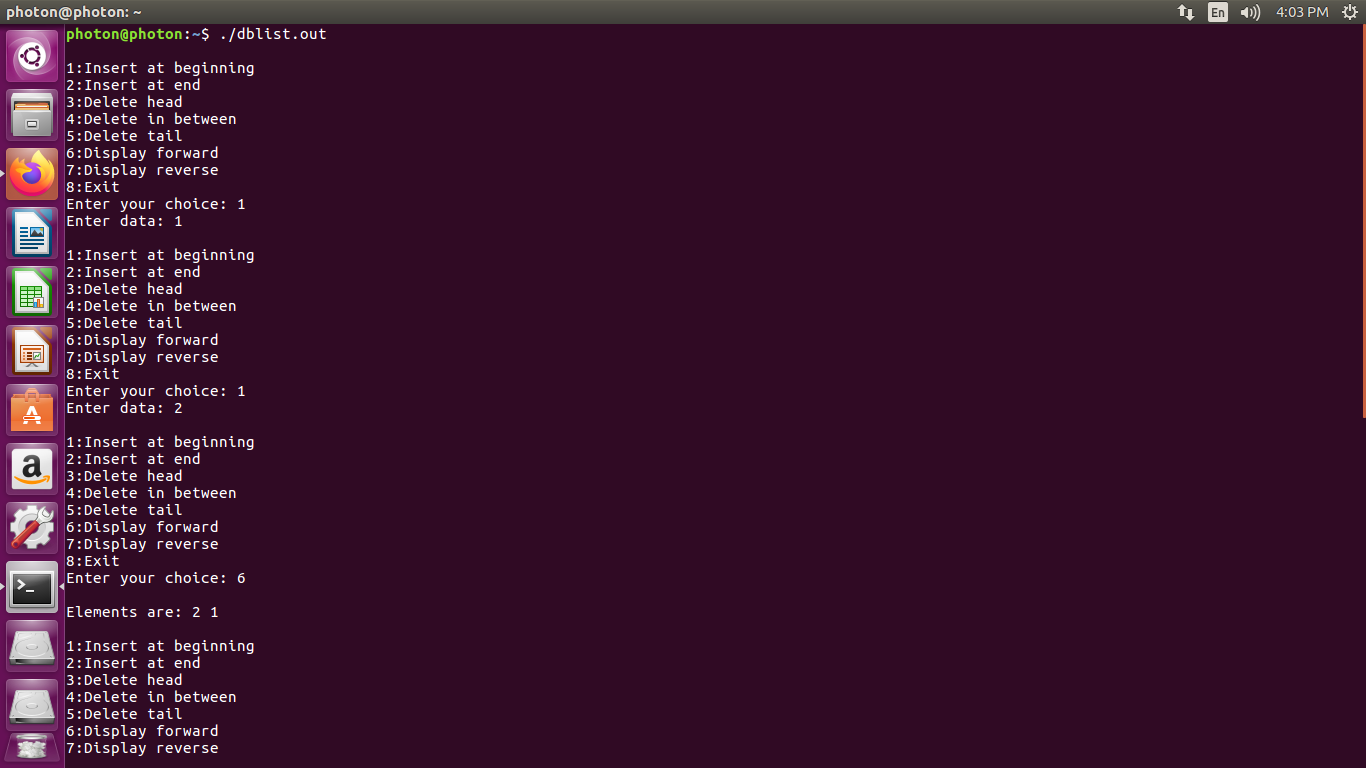 photon@photon: ~
En
4:03 PM
photon@photon:~$ ./dblist.out

1:Insert at beginning
2:Insert at end
3:Delete head
4:Delete in between
5:Delete tail
6:Display forward
7:Display reverse
8:Exit
Enter your choice: 1
Enter data: 1

1:Insert at beginning
2:Insert at end
3:Delete head
4:Delete in between
5:Delete tail
6:Display forward
7:Display reverse
8:Exit
Enter your choice: 1
Enter data: 2

1:Insert at beginning
2:Insert at end
3:Delete head
4:Delete in between
5:Delete tail
6:Display forward
7:Display reverse
8:Exit
Enter your choice: 6

Elements are: 2 1

1:Insert at beginning
2:Insert at end
3:Delete head
4:Delete in between
5:Delete tail
6:Display forward
7:Display reverse